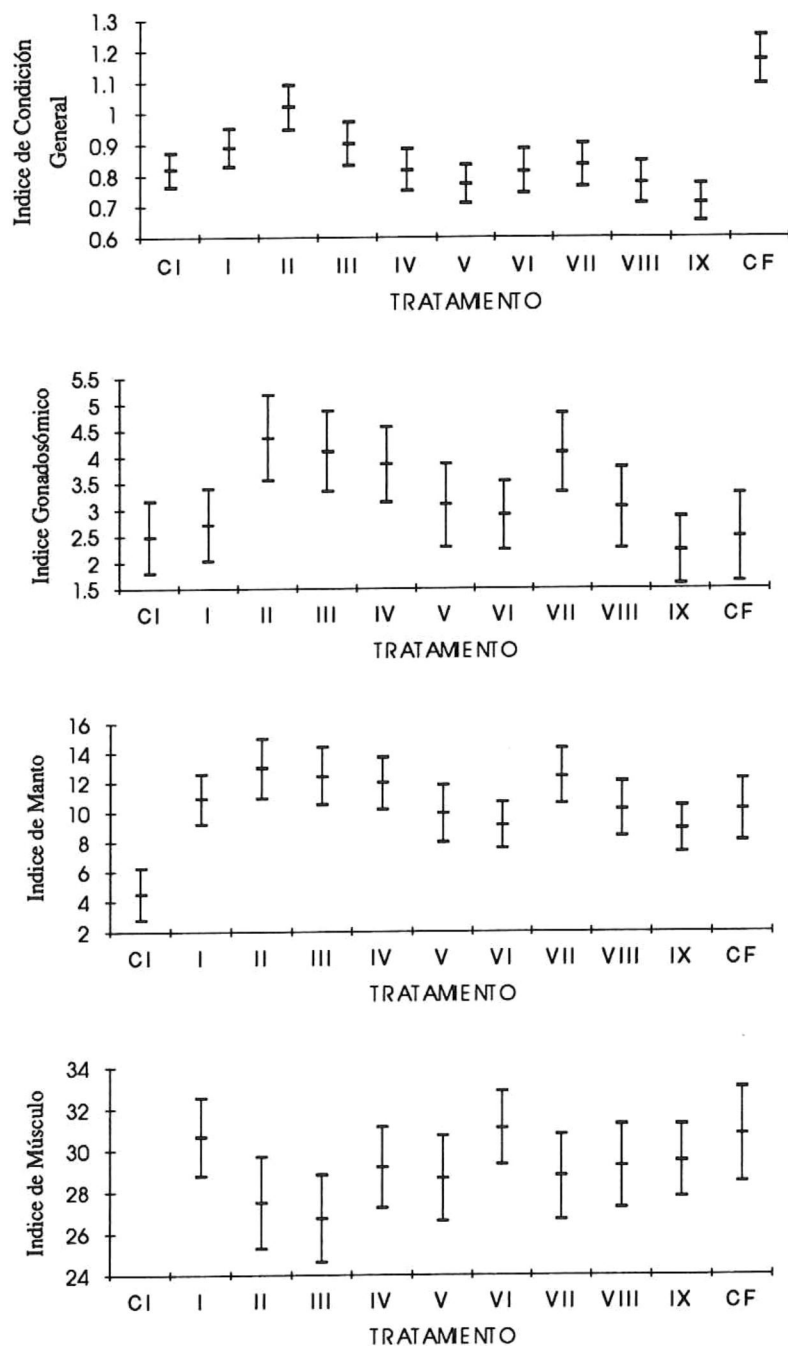 Indice de Condición
General
1.3
1.2
1.1
1
0.9
0.8
0.7
0.6
CI I II III IV V VI VII VIII IX CF
TRATAMIENTO
Indice Gonadosómico
5.5
5
4.5
4
3.5
3
2.5
2
1.5
CI I II III IV V VI VII VIII IX CF
TRATAMIENTO
Indice de Manto
16
14
12
10
8
6
4
2
CI I II III IV V VI VII VIII IX CF
TRATAMIENTO
Indice de Músculo
34
32
30
28
26
24
CI I II III IV V VI VII VIII IX CF
TRATAMIENTO